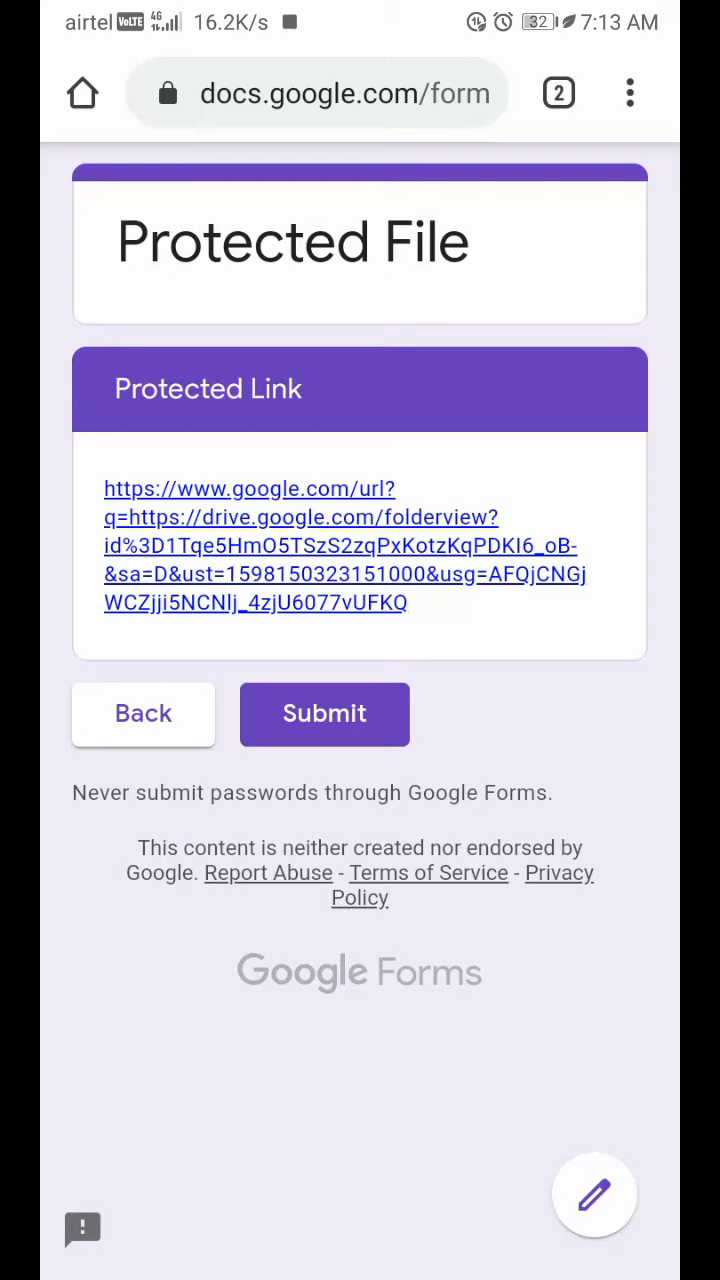 airtel VoLTE 4G 16.2K/s 32 7:13 AM
docs.google.com/form 2
Protected File
Protected Link
https://www.google.com/url?
q=https://drive.google.com/folderview?
id%3D1Tqe5HmO5TSzS2zqPxKotzKqPDKI6_oB-
&sa=D&ust=1598150323151000&usg=AFQjCNGj
WCZjji5NCNlj_4zjU6077vUFKQ
Back Submit
Never submit passwords through Google Forms.
This content is neither created nor endorsed by
Google. Report Abuse - Terms of Service - Privacy
Policy
Google Forms